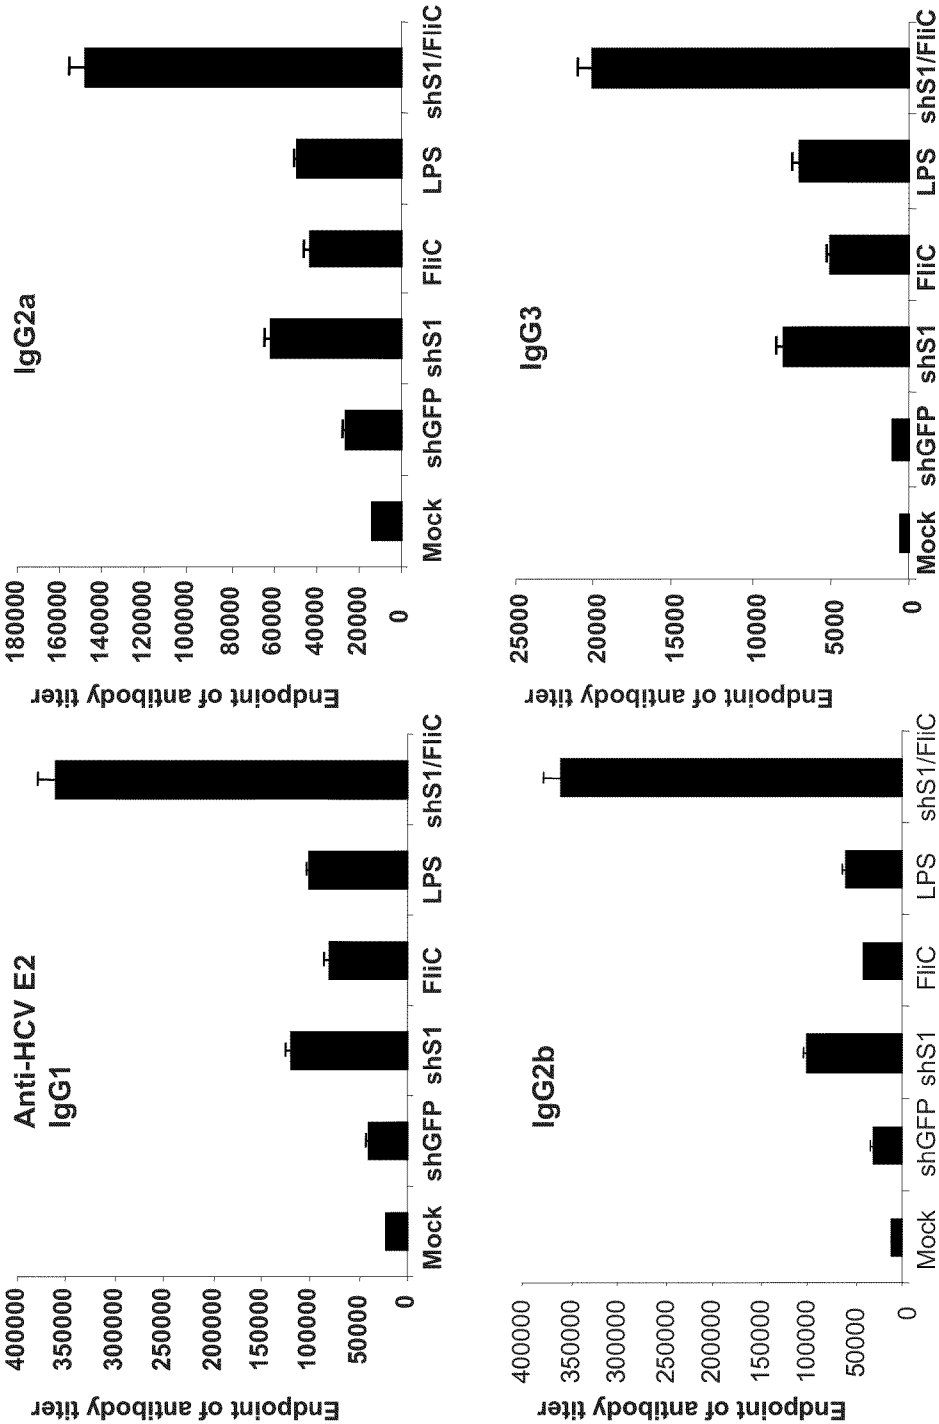 Anti-HCV E2
IgG1
Endpoint of antibody titer
400000
350000
300000
250000
200000
150000
100000
50000
0
Mock shGFP shS1 FliC LPS shS1/FliC
IgG2a
Endpoint of antibody titer
180000
160000
140000
120000
100000
80000
60000
40000
20000
0
Mock shGFP shS1 FliC LPS shS1/FliC
IgG2b
Endpoint of antibody titer
400000
350000
300000
250000
200000
150000
100000
50000
0
Mock shGFP shS1 FliC LPS shS1/FliC
IgG3
Endpoint of antibody titer
25000
20000
15000
10000
5000
0
Mock shGFP shS1 FliC LPS shS1/FliC